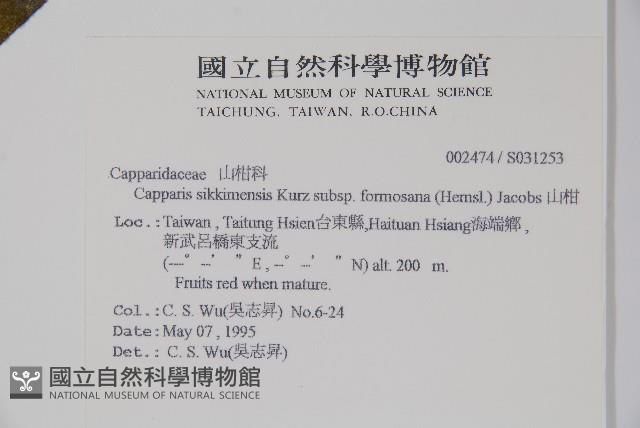 國立自然科學博物館
NATIONAL MUSEUM OF NATURAL SCIENCE
TAICHUNG, TAIWAN, R.O.CHINA
002474 / S031253
Capparidaceae 山柑科
Capparis sikkimensis Kurz subsp. formosana (Hemsl.) Jacobs 山柑
Loc.: Taiwan , Taitung Hsien台東縣,Haituan Hsiang海端鄉 ,
新武呂橋東支流
(---° --' " E , --° --' " N) alt. 200 m.
Fruits red when mature.
Col.: C. S. Wu(吳志昇) No.6-24
Date: May 07 , 1995
Det.: C. S. Wu(吳志昇)
國立自然科學博物館
NATIONAL MUSEUM OF NATURAL SCIENCE